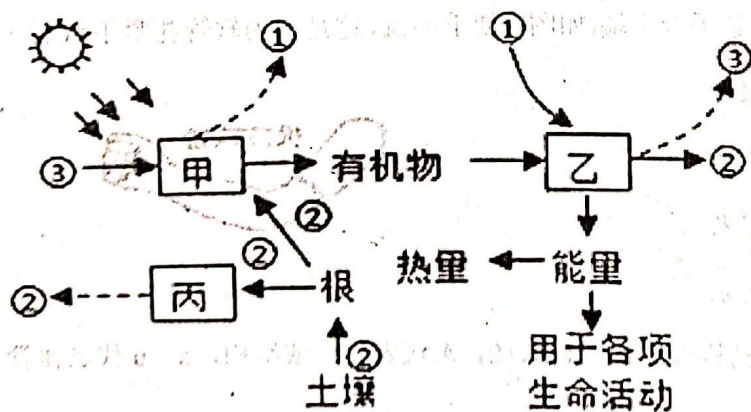 ① ① ③
③ 甲 有机物 乙 ②
②
② 丙 ② 根 热量 能量
②
土壤 用于各项
生命活动